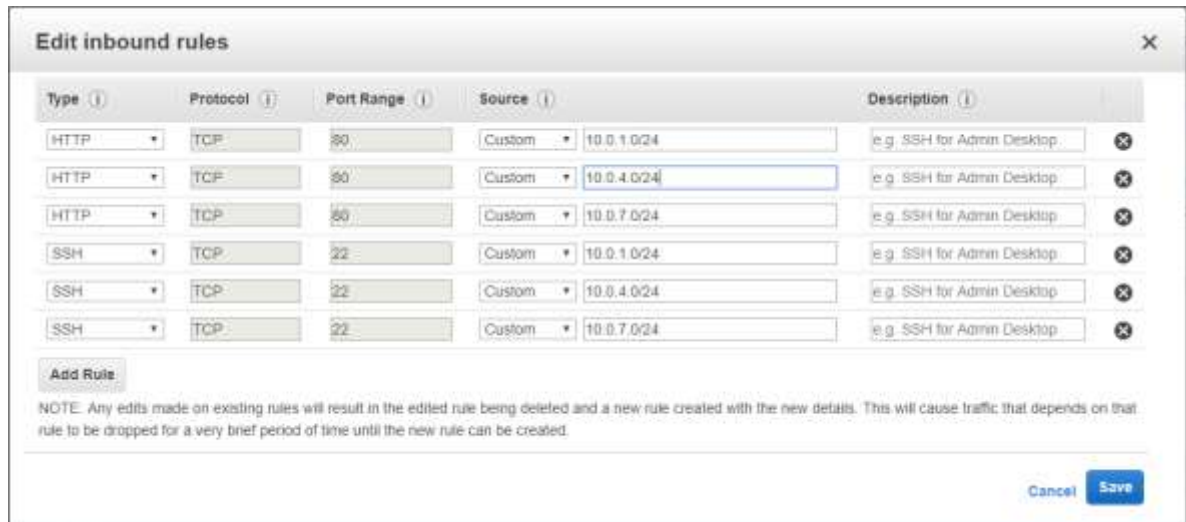 Edit inbound rules
Type Protocol Port Range Source Description
HTTP TCP 80 Custom 10.0.1.0/24 e.g. SSH for Admin Desktop
HTTP TCP 80 Custom 10.0.4.0/24 e.g. SSH for Admin Desktop
HTTP TCP 80 Custom 10.0.7.0/24 e.g. SSH for Admin Desktop
SSH TCP 22 Custom 10.0.1.0/24 e.g. SSH for Admin Desktop
SSH TCP 22 Custom 10.0.4.0/24 e.g. SSH for Admin Desktop
SSH TCP 22 Custom 10.0.7.0/24 e.g. SSH for Admin Desktop
Add Rule
NOTE: Any edits made on existing rules will result in the edited rule being deleted and a new rule created with the new details. This will cause traffic that depends on that
rule to be dropped for a very brief period of time until the new rule can be created.
Cancel Save